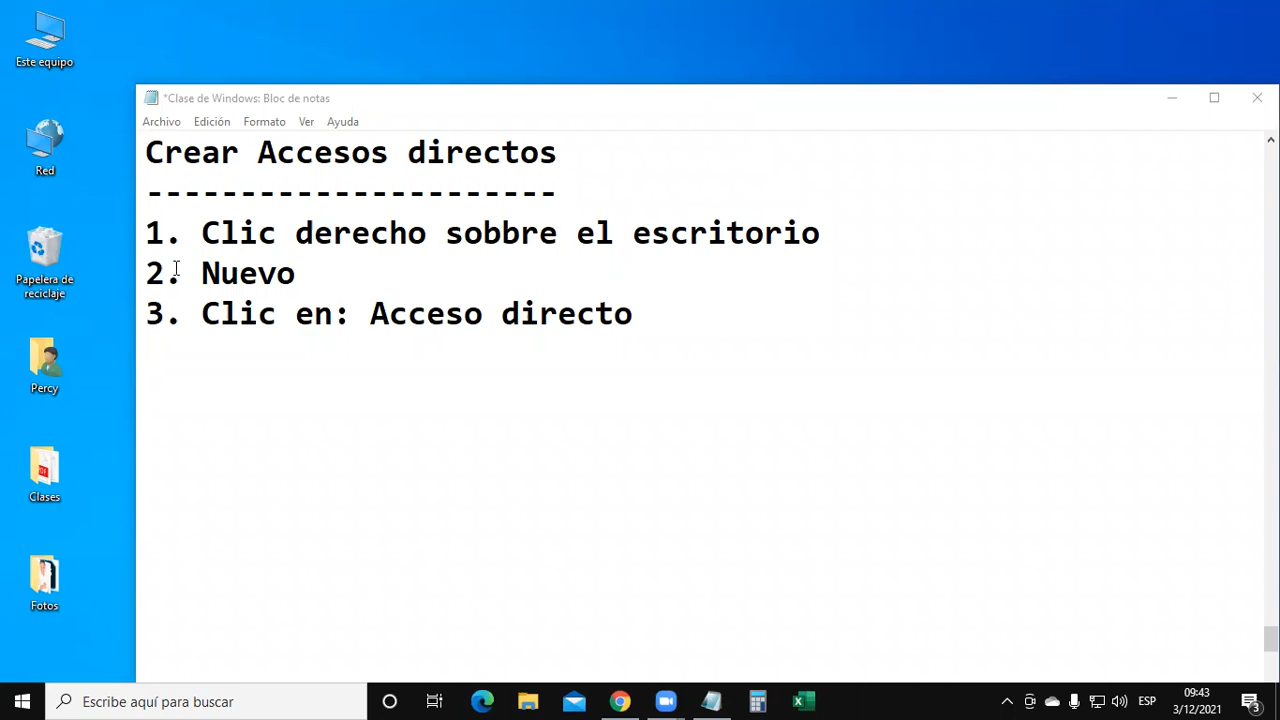 Este equipo
Red
Papelera de
reciclaje
Percy
Clases
Fotos
*Clase de Windows: Bloc de notas
Archivo Edición Formato Ver Ayuda
Crear Accesos directos
----------------------
1. Clic derecho sobbre el escritorio
2. Nuevo
3. Clic en: Acceso directo
PDF
Escribe aquí para buscar
ESP
09:43
3/12/2021
3